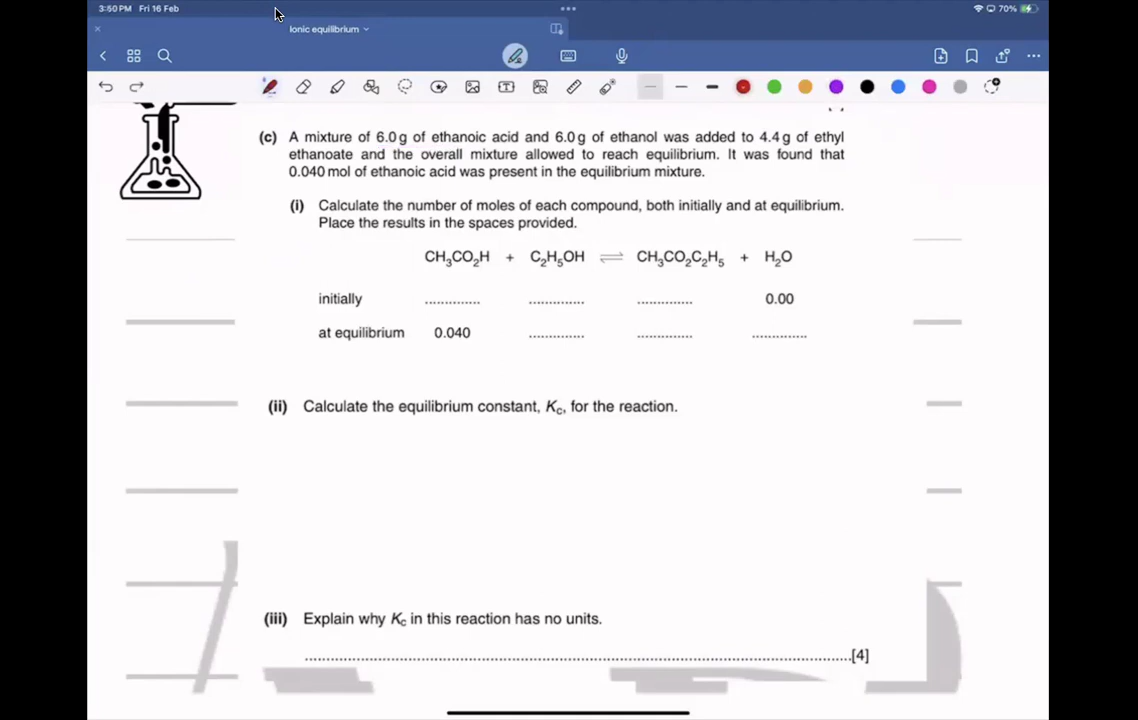 3:50 PM Fri 16 Feb
70%
Ionic equilibrium
(c) A mixture of 6.0 g of ethanoic acid and 6.0 g of ethanol was added to 4.4 g of ethyl
ethanoate and the overall mixture allowed to reach equilibrium. It was found that
0.040 mol of ethanoic acid was present in the equilibrium mixture.
(i) Calculate the number of moles of each compound, both initially and at equilibrium.
Place the results in the spaces provided.
CH₃CO₂H + C₂H₅OH ⇌ CH₃CO₂C₂H₅ + H₂O
initially ............. ............. ............. 0.00
at equilibrium 0.040 ............. ............. .............
(ii) Calculate the equilibrium constant, Kc, for the reaction.
(iii) Explain why Kc in this reaction has no units.
..........................................................................................................................[4]